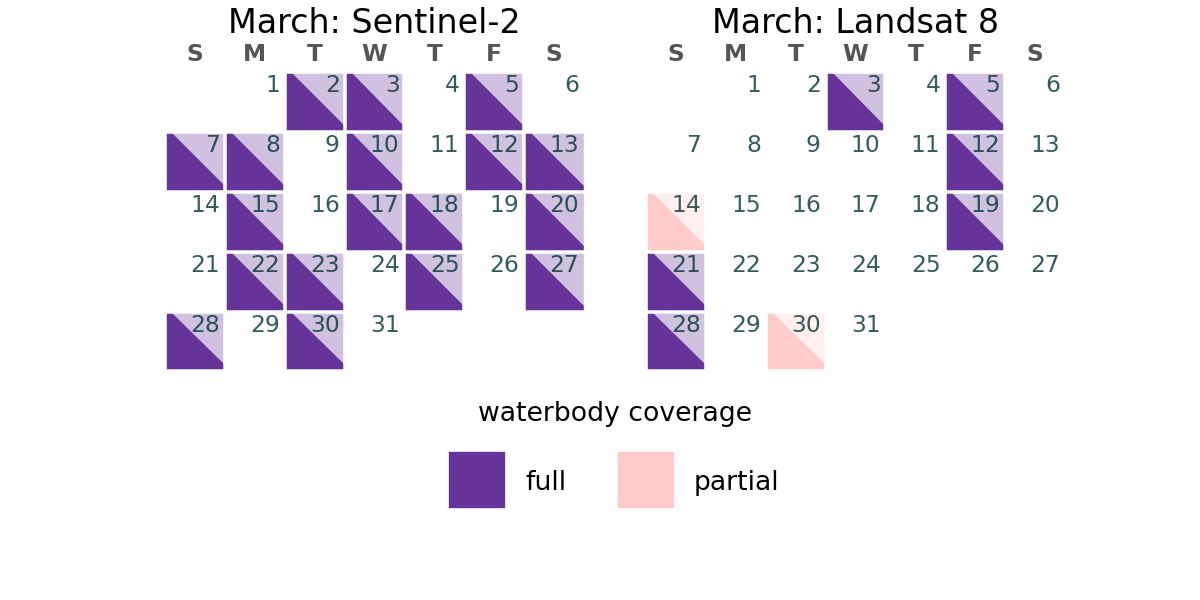 March: Sentinel-2
S M T W T F S
1 2 3 4 5 6
7 8 9 10 11 12 13
14 15 16 17 18 19 20
21 22 23 24 25 26 27
28 29 30 31
March: Landsat 8
S M T W T F S
1 2 3 4 5 6
7 8 9 10 11 12 13
14 15 16 17 18 19 20
21 22 23 24 25 26 27
28 29 30 31
waterbody coverage
full partial